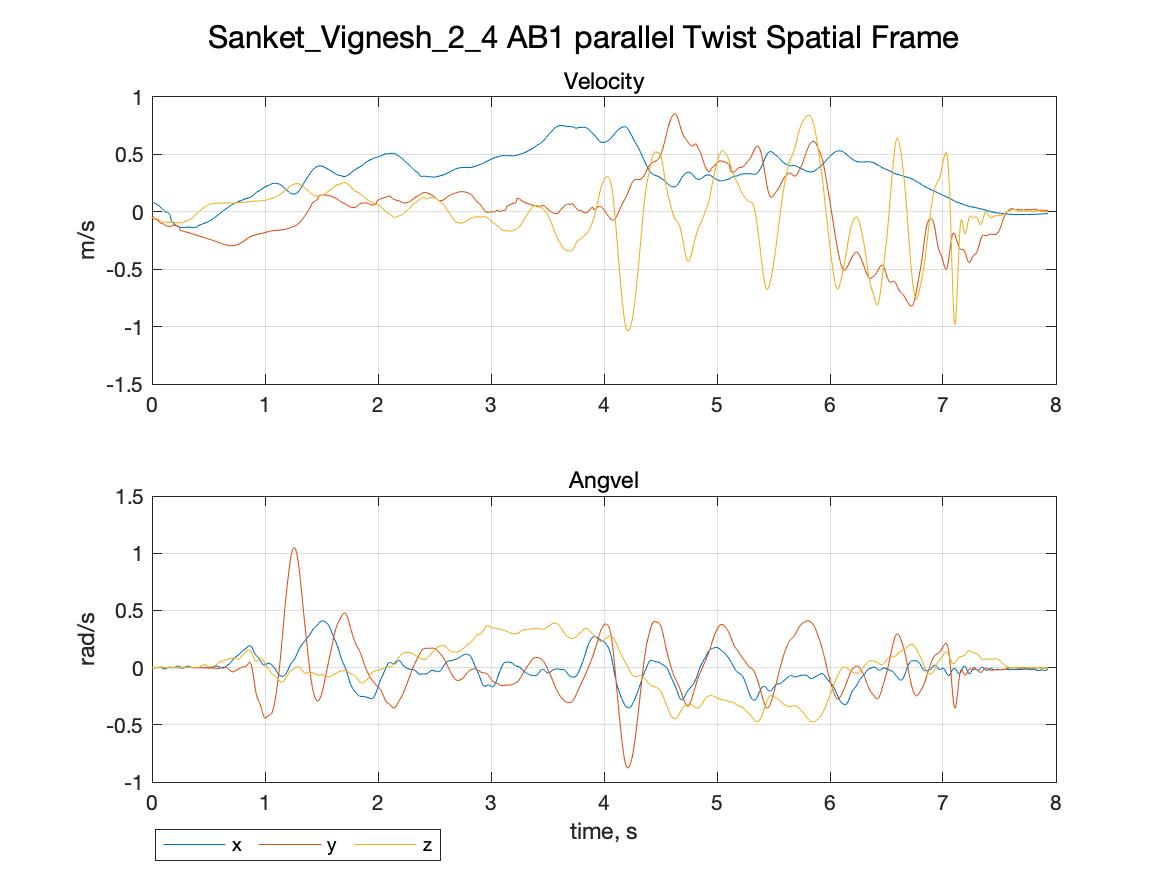 Sanket_Vignesh_2_4 AB1 parallel Twist Spatial Frame
Velocity
1
0.5
0
-0.5
-1
-1.5
m/s
0 1 2 3 4 5 6 7 8
Angvel
1.5
1
0.5
0
-0.5
-1
rad/s
0 1 2 3 4 5 6 7 8
time, s
x y z